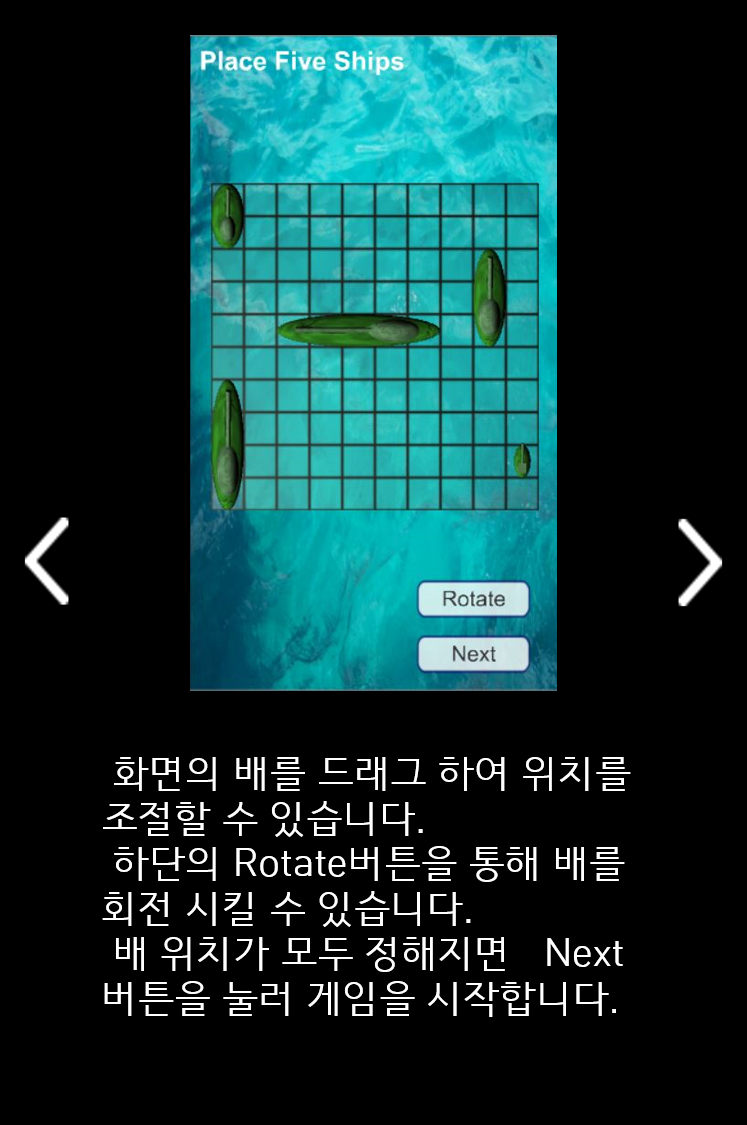 Place Five Ships
Rotate
Next
화면의 배를 드래그 하여 위치를
조절할 수 있습니다.
하단의 Rotate버튼을 통해 배를
회전 시킬 수 있습니다.
배 위치가 모두 정해지면 Next
버튼을 눌러 게임을 시작합니다.